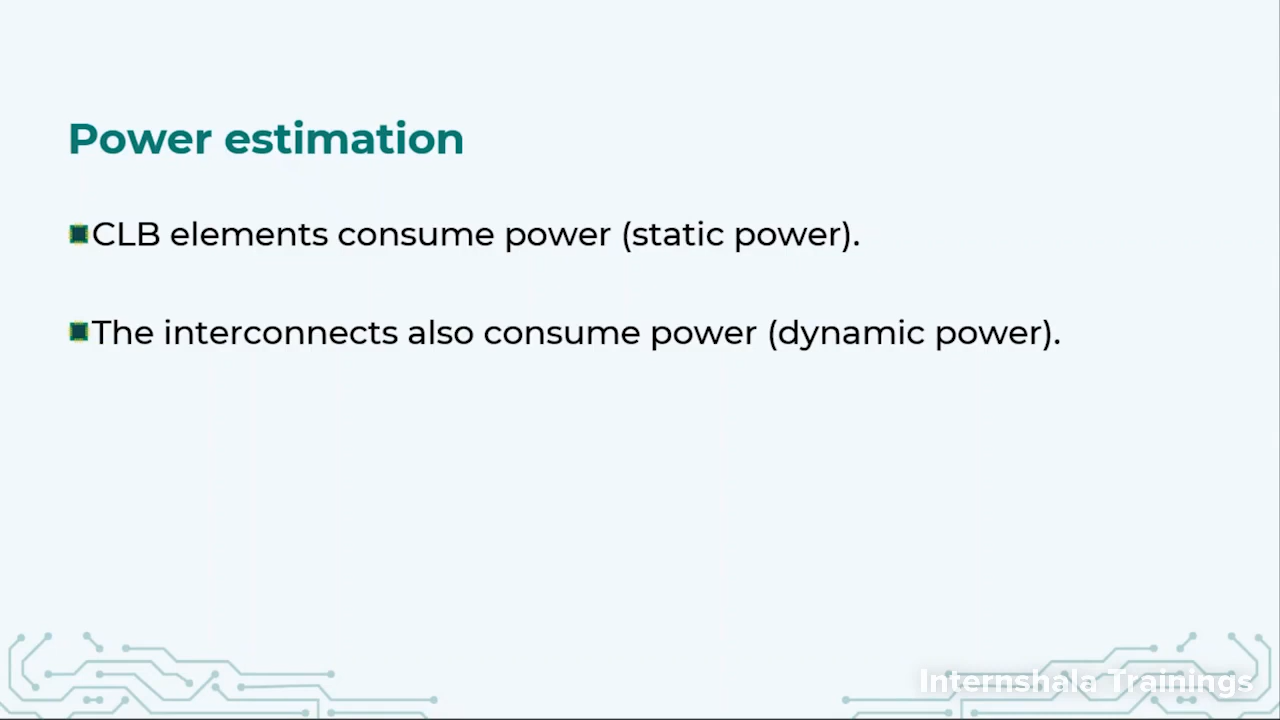 Power estimation
CLB elements consume power (static power).
The interconnects also consume power (dynamic power).
Internshala Trainings